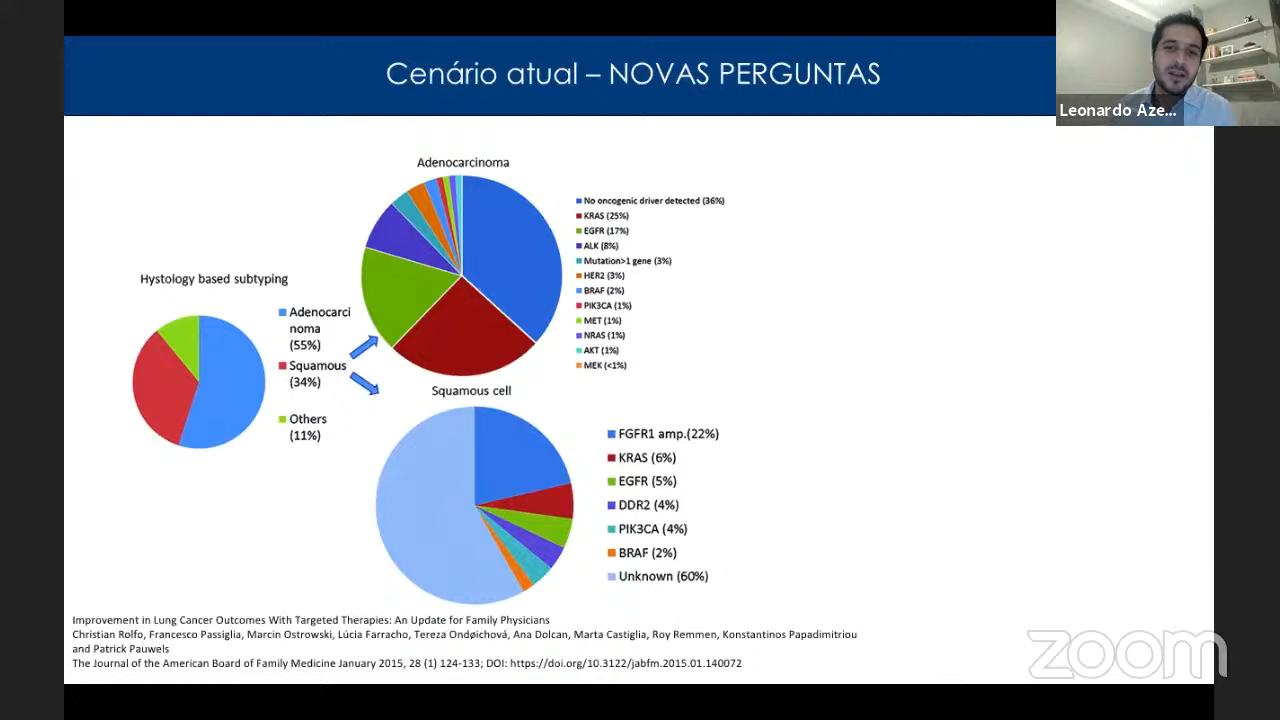 Cenário atual – NOVAS PERGUNTAS
Leonardo Aze...
Adenocarcinoma
No oncogenic driver detected (36%)
KRAS (25%)
EGFR (17%)
ALK (8%)
Mutation>1 gene (3%)
HER2 (3%)
BRAF (2%)
PIK3CA (1%)
MET (1%)
NRAS (1%)
AKT (1%)
MEK (<1%)
Hystology based subtyping
Adenocarci
noma
(55%)
Squamous
(34%)
Others
(11%)
Squamous cell
FGFR1 amp.(22%)
KRAS (6%)
EGFR (5%)
DDR2 (4%)
PIK3CA (4%)
BRAF (2%)
Unknown (60%)
Improvement in Lung Cancer Outcomes With Targeted Therapies: An Update for Family Physicians
Christian Rolfo, Francesco Passiglia, Marcin Ostrowski, Lúcia Farracho, Tereza Ondøichová, Ana Dolcan, Marta Castiglia, Roy Remmen, Konstantinos Papadimitriou
and Patrick Pauwels
The Journal of the American Board of Family Medicine January 2015, 28 (1) 124-133; DOI: https://doi.org/10.3122/jabfm.2015.01.140072
zoom